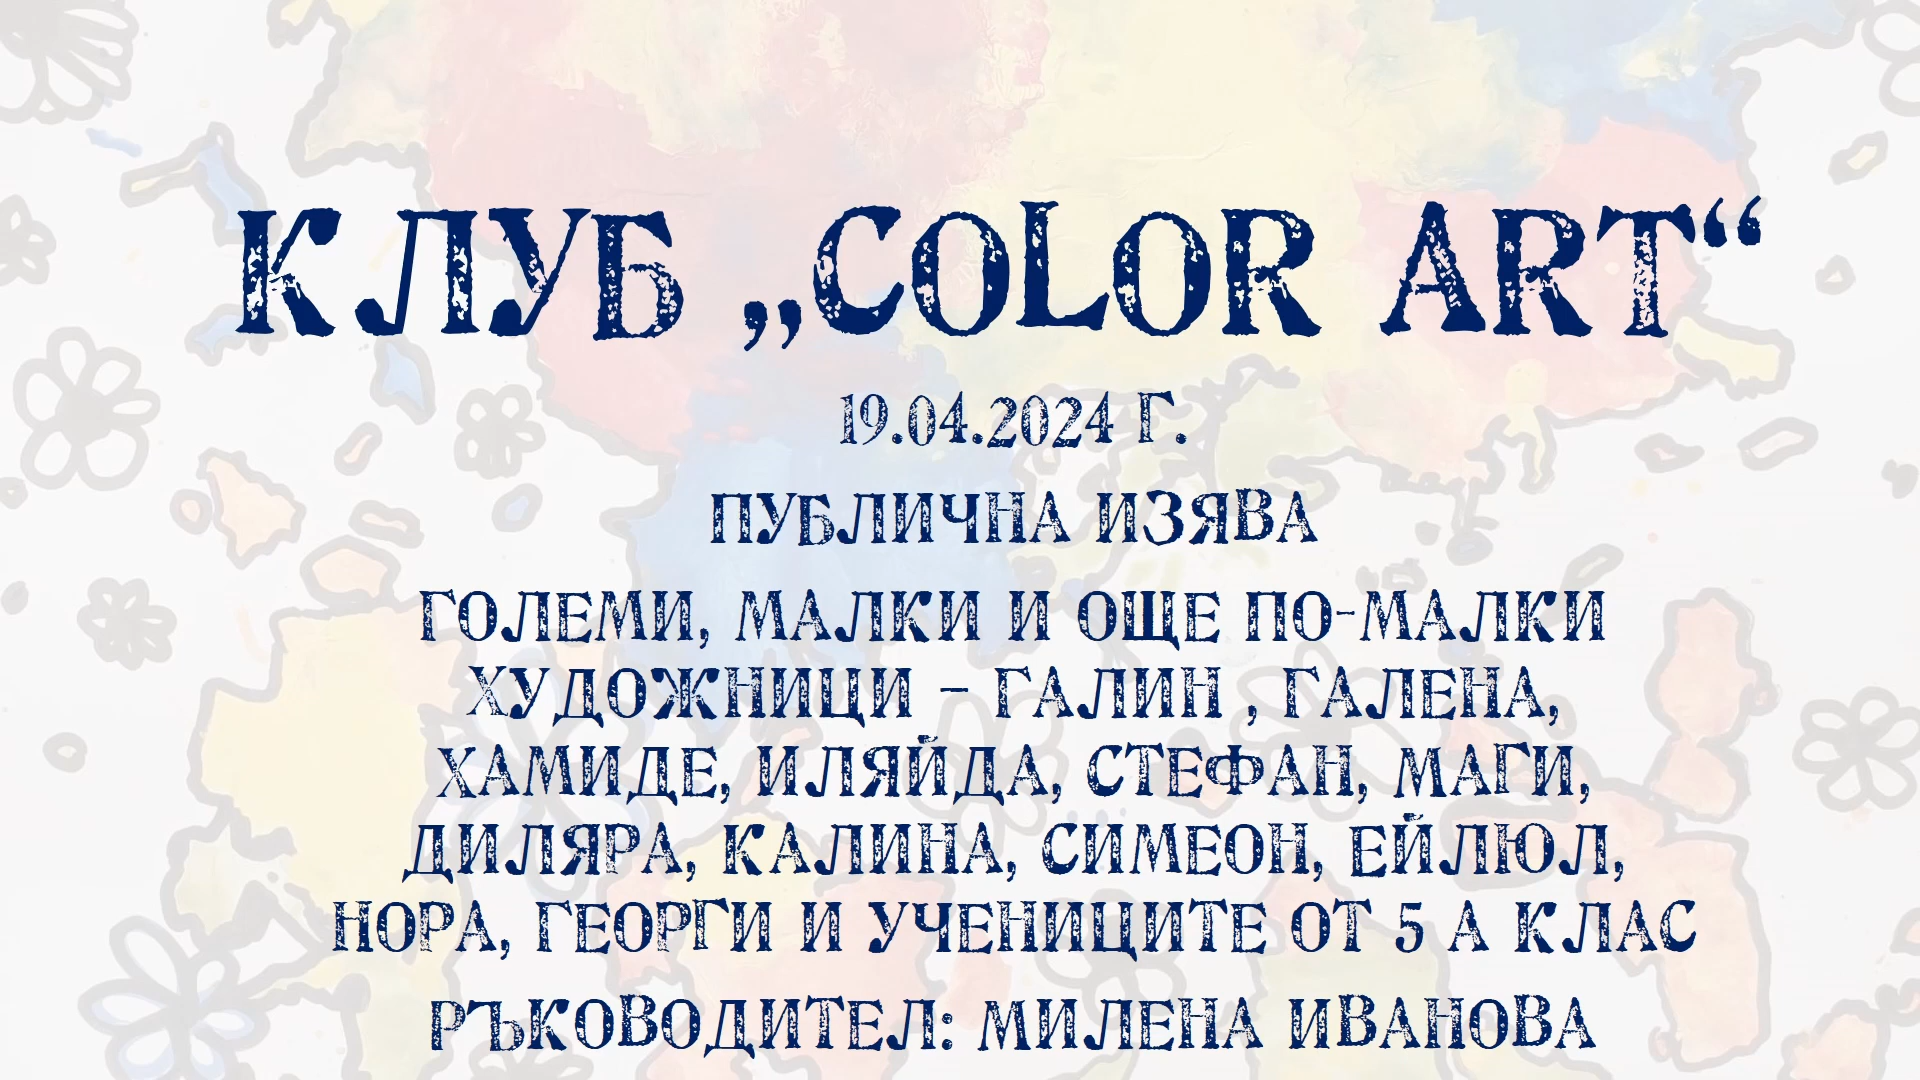 КЛУБ „COLOR ART“
19.04.2024 Г.
ПУБЛИЧНА ИЗЯВА
ГОЛЕМИ, МАЛКИ И ОЩЕ ПО-МАЛКИ
ХУДОЖНИЦИ – ГАЛИН , ГАЛЕНА,
ХАМИДЕ, ИЛЯЙДА, СТЕФАН, МАГИ,
ДИЛЯРА, КАЛИНА, СИМЕОН, ЕЙЛЮЛ,
НОРА, ГЕОРГИ И УЧЕНИЦИТЕ ОТ 5 А КЛАС
РЪКОВОДИТЕЛ: МИЛЕНА ИВАНОВА